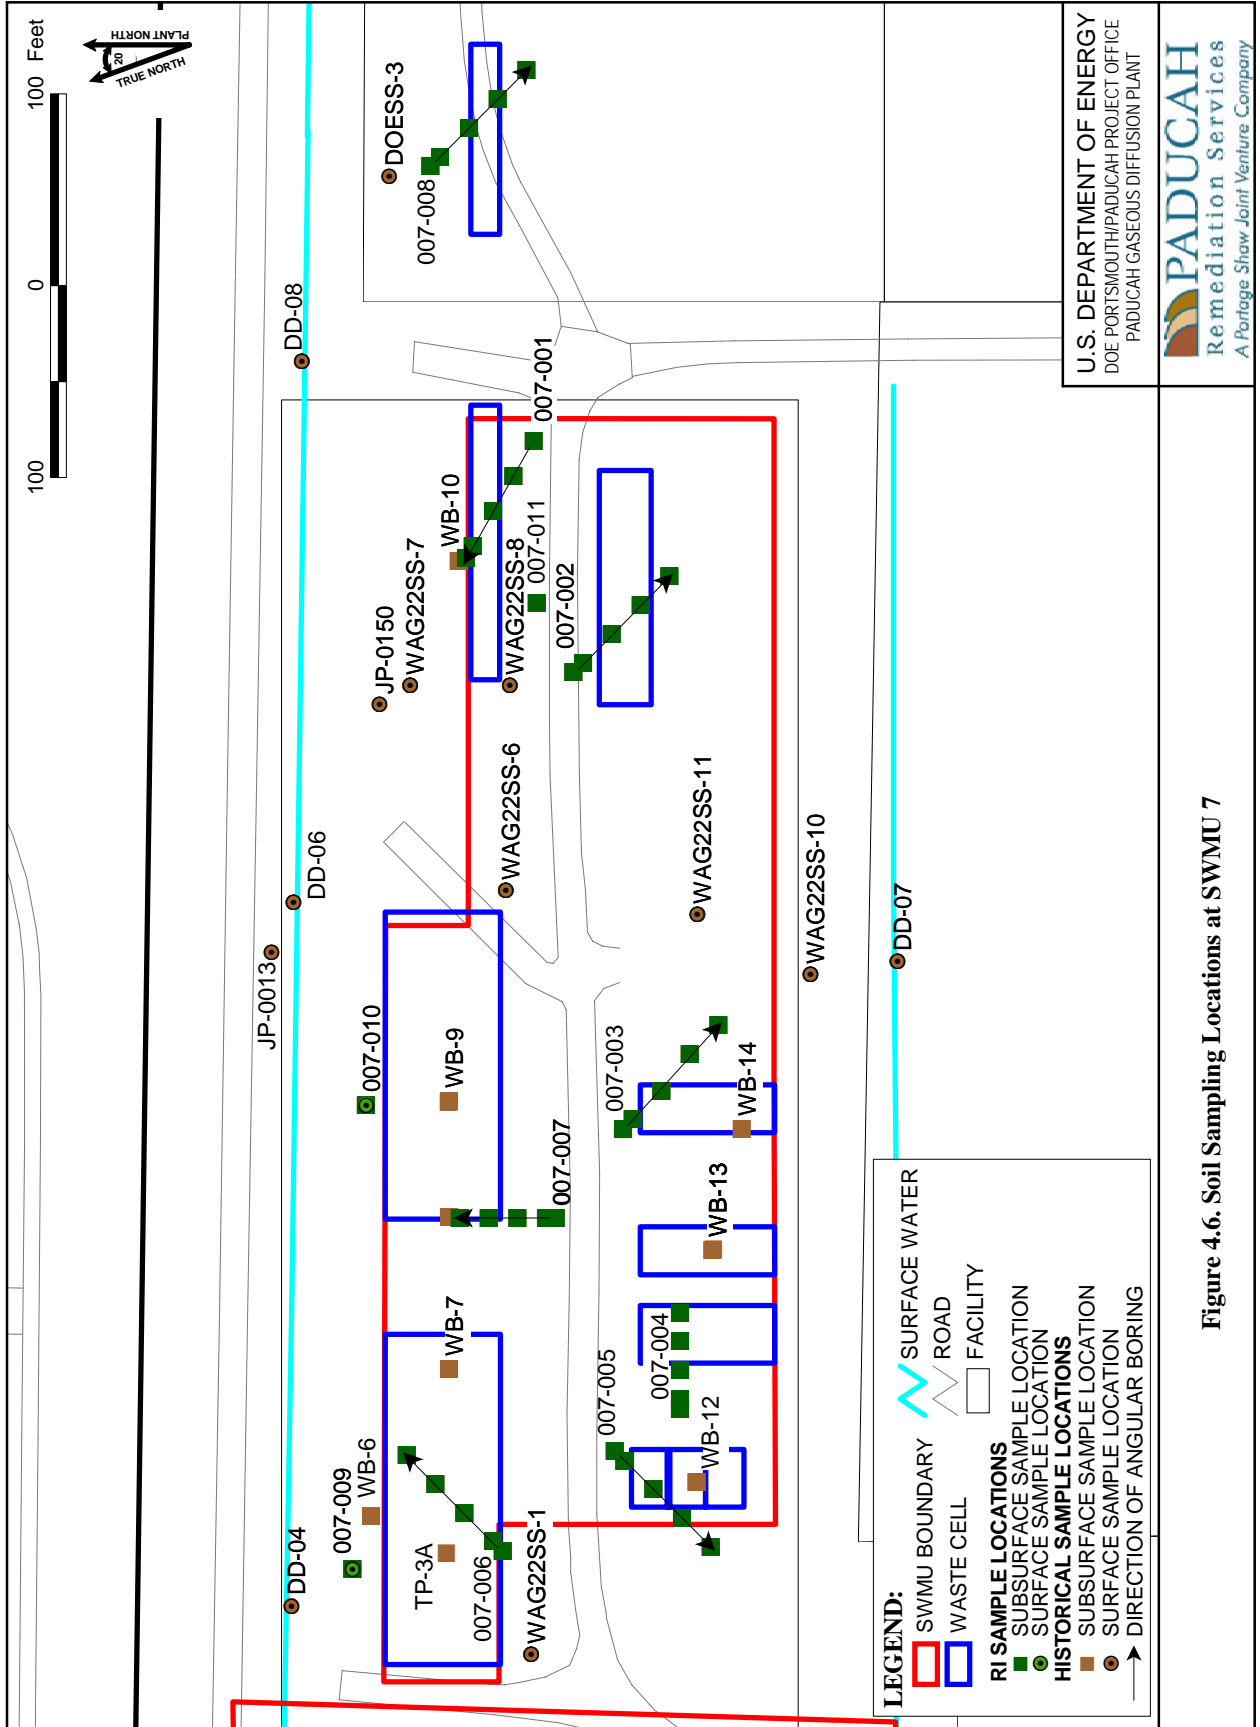 100 0 100 Feet
PLANT NORTH
20
TRUE NORTH
DD-04
JP-0013
DD-06
DD-08
007-009
WB-6
007-010
JP-0150
WAG22SS-7
DOESS-3
TP-3A
WB-7
WB-9
WB-10
007-008
007-006
WAG22SS-1
007-007
WAG22SS-6
WAG22SS-8
007-011
007-001
007-002
007-005
007-004
007-003
WB-12
WB-13
WB-14
WAG22SS-11
WAG22SS-10
DD-07
LEGEND:
SWMU BOUNDARY
WASTE CELL
SURFACE WATER
ROAD
FACILITY
RI SAMPLE LOCATIONS
SUBSURFACE SAMPLE LOCATION
SURFACE SAMPLE LOCATION
HISTORICAL SAMPLE LOCATIONS
SUBSURFACE SAMPLE LOCATION
SURFACE SAMPLE LOCATION
DIRECTION OF ANGULAR BORING
U.S. DEPARTMENT OF ENERGY
DOE PORTSMOUTH/PADUCAH PROJECT OFFICE
PADUCAH GASEOUS DIFFUSION PLANT
PADUCAH
Remediation Services
A Portage Shaw Joint Venture Company
Figure 4.6. Soil Sampling Locations at SWMU 7